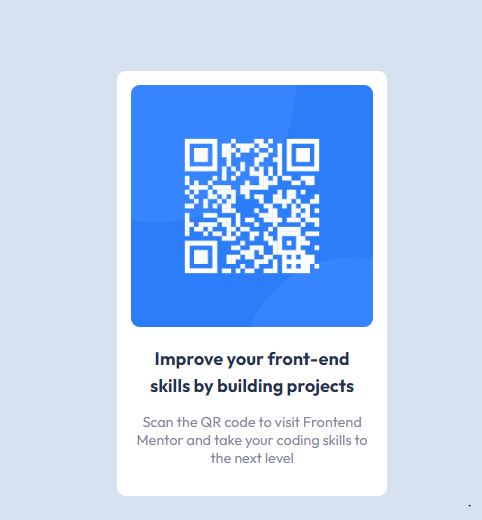 Improve your front-end
skills by building projects
Scan the QR code to visit Frontend
Mentor and take your coding skills to
the next level